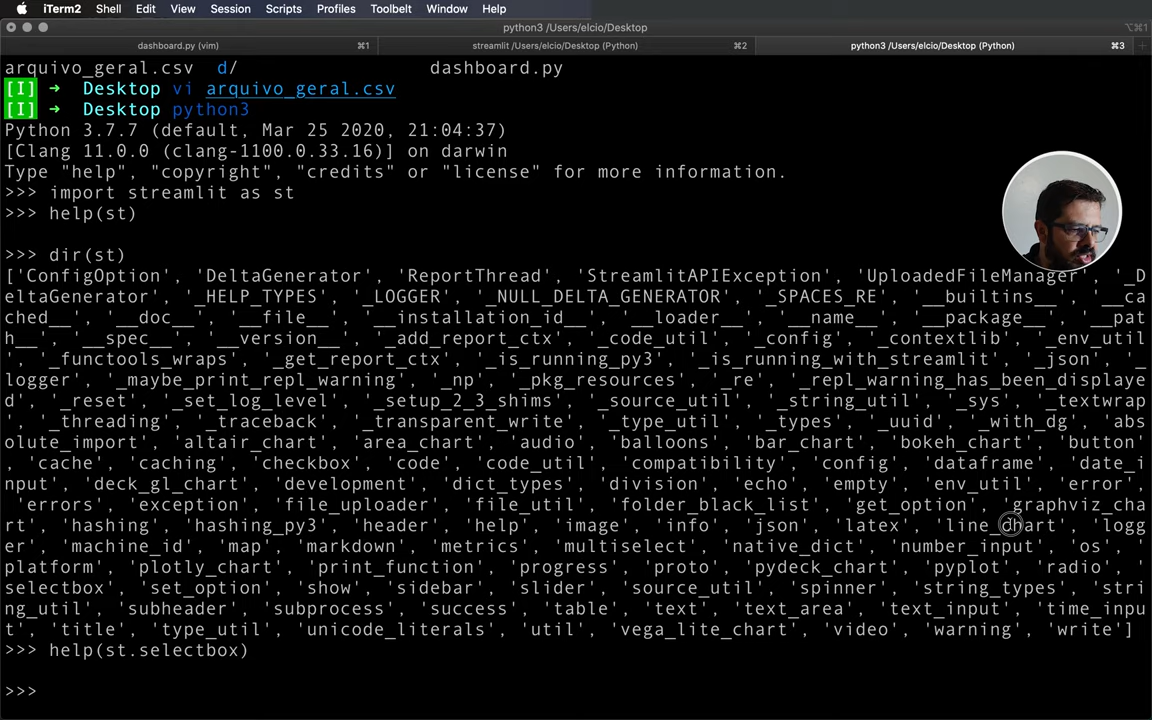 iTerm2 Shell Edit View Session Scripts Profiles Toolbelt Window Help
python3 /Users/elcio/Desktop ⌥⌘1
dashboard.py (vim) ⌘1 streamlit /Users/elcio/Desktop (Python) ⌘2 python3 /Users/elcio/Desktop (Python) ⌘3
arquivo_geral.csv d/ dashboard.py
[I] → Desktop vi arquivo_geral.csv
[I] → Desktop python3
Python 3.7.7 (default, Mar 25 2020, 21:04:37)
[Clang 11.0.0 (clang-1100.0.33.16)] on darwin
Type "help", "copyright", "credits" or "license" for more information.
>>> import streamlit as st
>>> help(st)
>>> dir(st)
['ConfigOption', 'DeltaGenerator', 'ReportThread', 'StreamlitAPIException', 'UploadedFileManager', '_D
eltaGenerator', '_HELP_TYPES', '_LOGGER', '_NULL_DELTA_GENERATOR', '_SPACES_RE', '__builtins__', '__ca
ched__', '__doc__', '__file__', '__installation_id__', '__loader__', '__name__', '__package__', '__pat
h__', '__spec__', '__version__', '_add_report_ctx', '_code_util', '_config', '_contextlib', '_env_util
', '_functools_wraps', '_get_report_ctx', '_is_running_py3', '_is_running_with_streamlit', '_json', '_
logger', '_maybe_print_repl_warning', '_np', '_pkg_resources', '_re', '_repl_warning_has_been_displaye
d', '_reset', '_set_log_level', '_setup_2_3_shims', '_source_util', '_string_util', '_sys', '_textwrap
', '_threading', '_traceback', '_transparent_write', '_type_util', '_types', '_uuid', '_with_dg', 'abs
olute_import', 'altair_chart', 'area_chart', 'audio', 'balloons', 'bar_chart', 'bokeh_chart', 'button'
, 'cache', 'caching', 'checkbox', 'code', 'code_util', 'compatibility', 'config', 'dataframe', 'date_i
nput', 'deck_gl_chart', 'development', 'dict_types', 'division', 'echo', 'empty', 'env_util', 'error',
'errors', 'exception', 'file_uploader', 'file_util', 'folder_black_list', 'get_option', 'graphviz_cha
rt', 'hashing', 'hashing_py3', 'header', 'help', 'image', 'info', 'json', 'latex', 'line_chart', 'logg
er', 'machine_id', 'map', 'markdown', 'metrics', 'multiselect', 'native_dict', 'number_input', 'os', '
platform', 'plotly_chart', 'print_function', 'progress', 'proto', 'pydeck_chart', 'pyplot', 'radio', '
selectbox', 'set_option', 'show', 'sidebar', 'slider', 'source_util', 'spinner', 'string_types', 'stri
ng_util', 'subheader', 'subprocess', 'success', 'table', 'text', 'text_area', 'text_input', 'time_inpu
t', 'title', 'type_util', 'unicode_literals', 'util', 'vega_lite_chart', 'video', 'warning', 'write']
>>> help(st.selectbox)
>>>